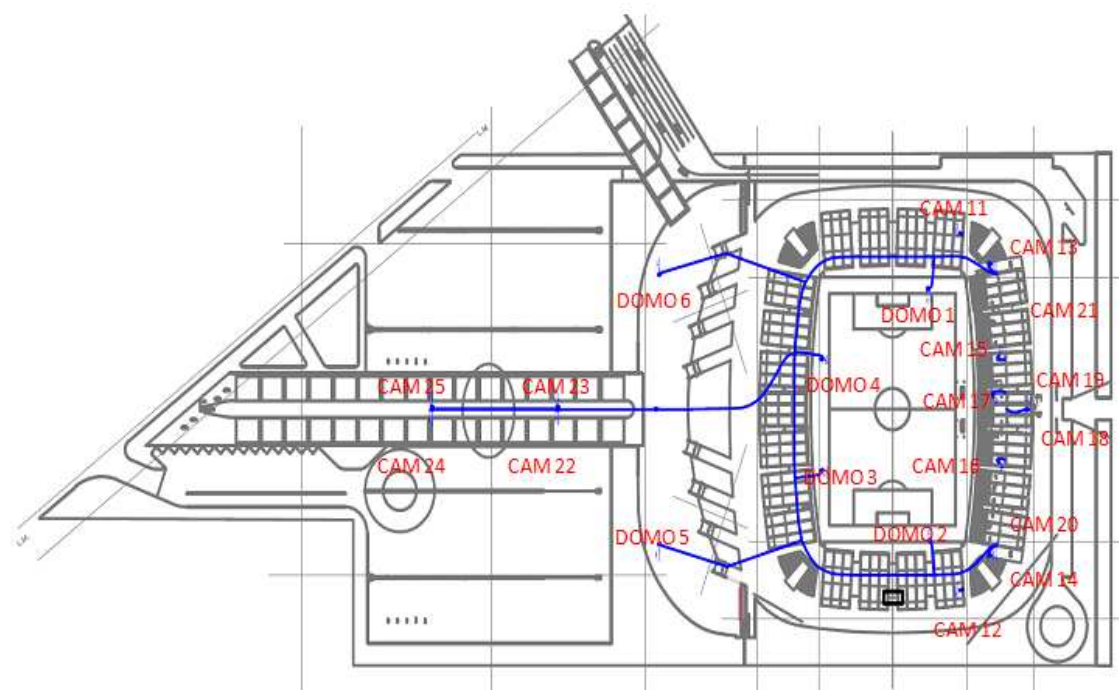 L.M.
CAM 11
CAM 13
DOMO 6
DOMO 1
CAM 21
CAM 15
CAM 25
CAM 23
DOMO 4
CAM 19
CAM 17
CAM 18
CAM 24
CAM 22
DOMO 3
CAM 16
CAM 20
DOMO 5
DOMO 2
L.M.
CAM 14
CAM 12